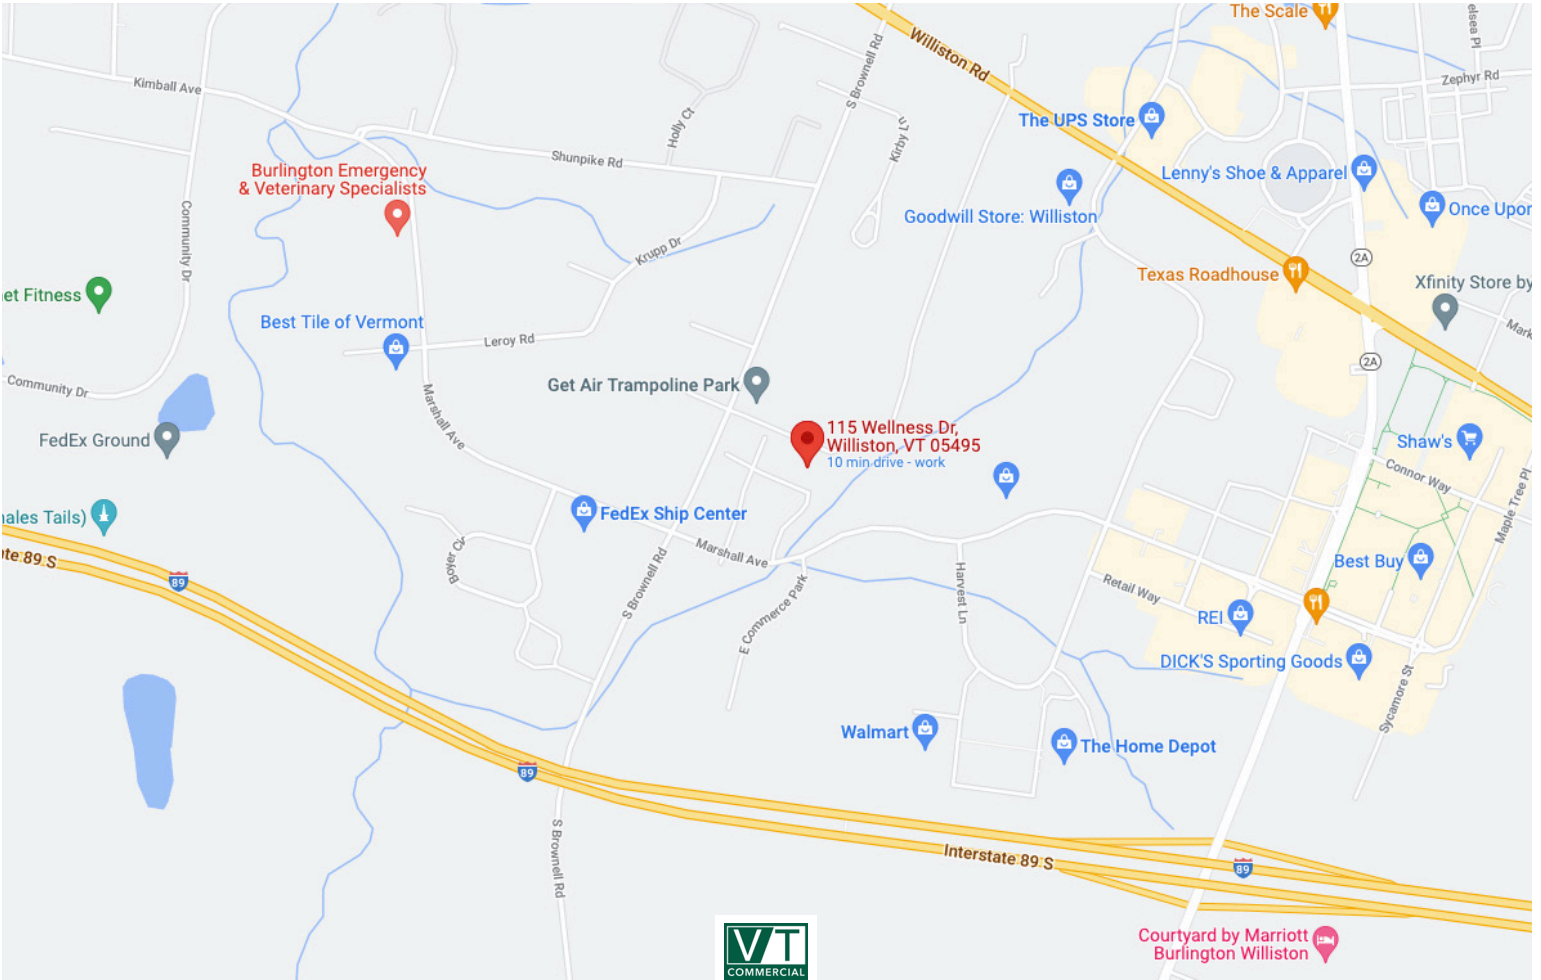 The Scale
elsea Pl
Williston Rd
S Brownell Rd
Zephyr Rd
Kimball Ave
Holly Ct
Kirby Ln
The UPS Store
Shunpike Rd
Burlington Emergency
& Veterinary Specialists
Lenny's Shoe & Apparel
Once Upon
Goodwill Store: Williston
Community Dr
Krupp Dr
2A
Texas Roadhouse
Xfinity Store by
et Fitness
Best Tile of Vermont
Leroy Rd
Mark
2A
Community Dr
Get Air Trampoline Park
Marshall Ave
115 Wellness Dr,
Williston, VT 05495
10 min drive - work
FedEx Ground
Shaw's
Connor Way
Maple Tree Pl
hales Tails)
FedEx Ship Center
Marshall Ave
Boyer Cir
S Brownell Rd
te 89 S
89
Best Buy
Harvest Ln
Retail Way
E Commerce Park
REI
DICK'S Sporting Goods
Sycamore St
Walmart
The Home Depot
89
S Brownell Rd
Interstate 89 S
89
Courtyard by Marriott
Burlington Williston
VT
COMMERCIAL